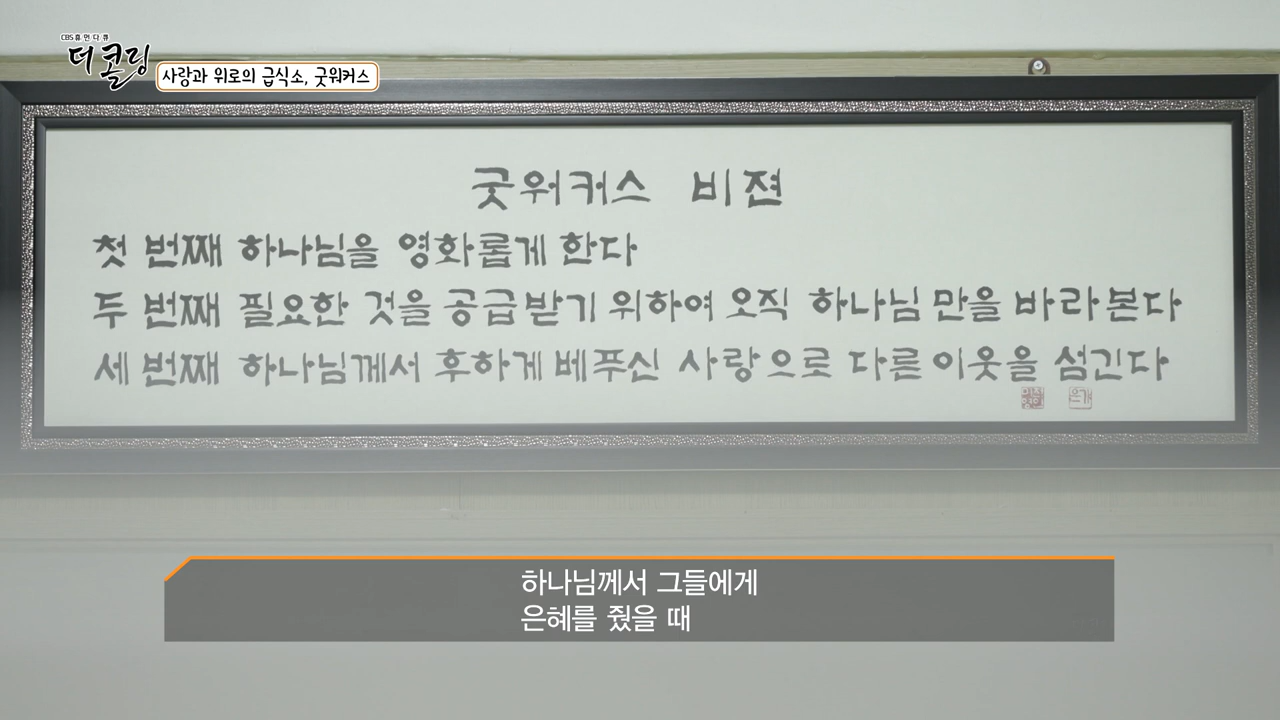 CBS휴먼다큐
더 콜링
사랑과 위로의 급식소, 굿워커스
굿워커스 비젼
첫 번째 하나님을 영화롭게 한다
두 번째 필요한 것을 공급받기 위하여 오직 하나님 만을 바라본다
세 번째 하나님께서 후하게 베푸신 사랑으로 다른 이웃을 섬긴다
하나님께서 그들에게
은혜를 줬을 때